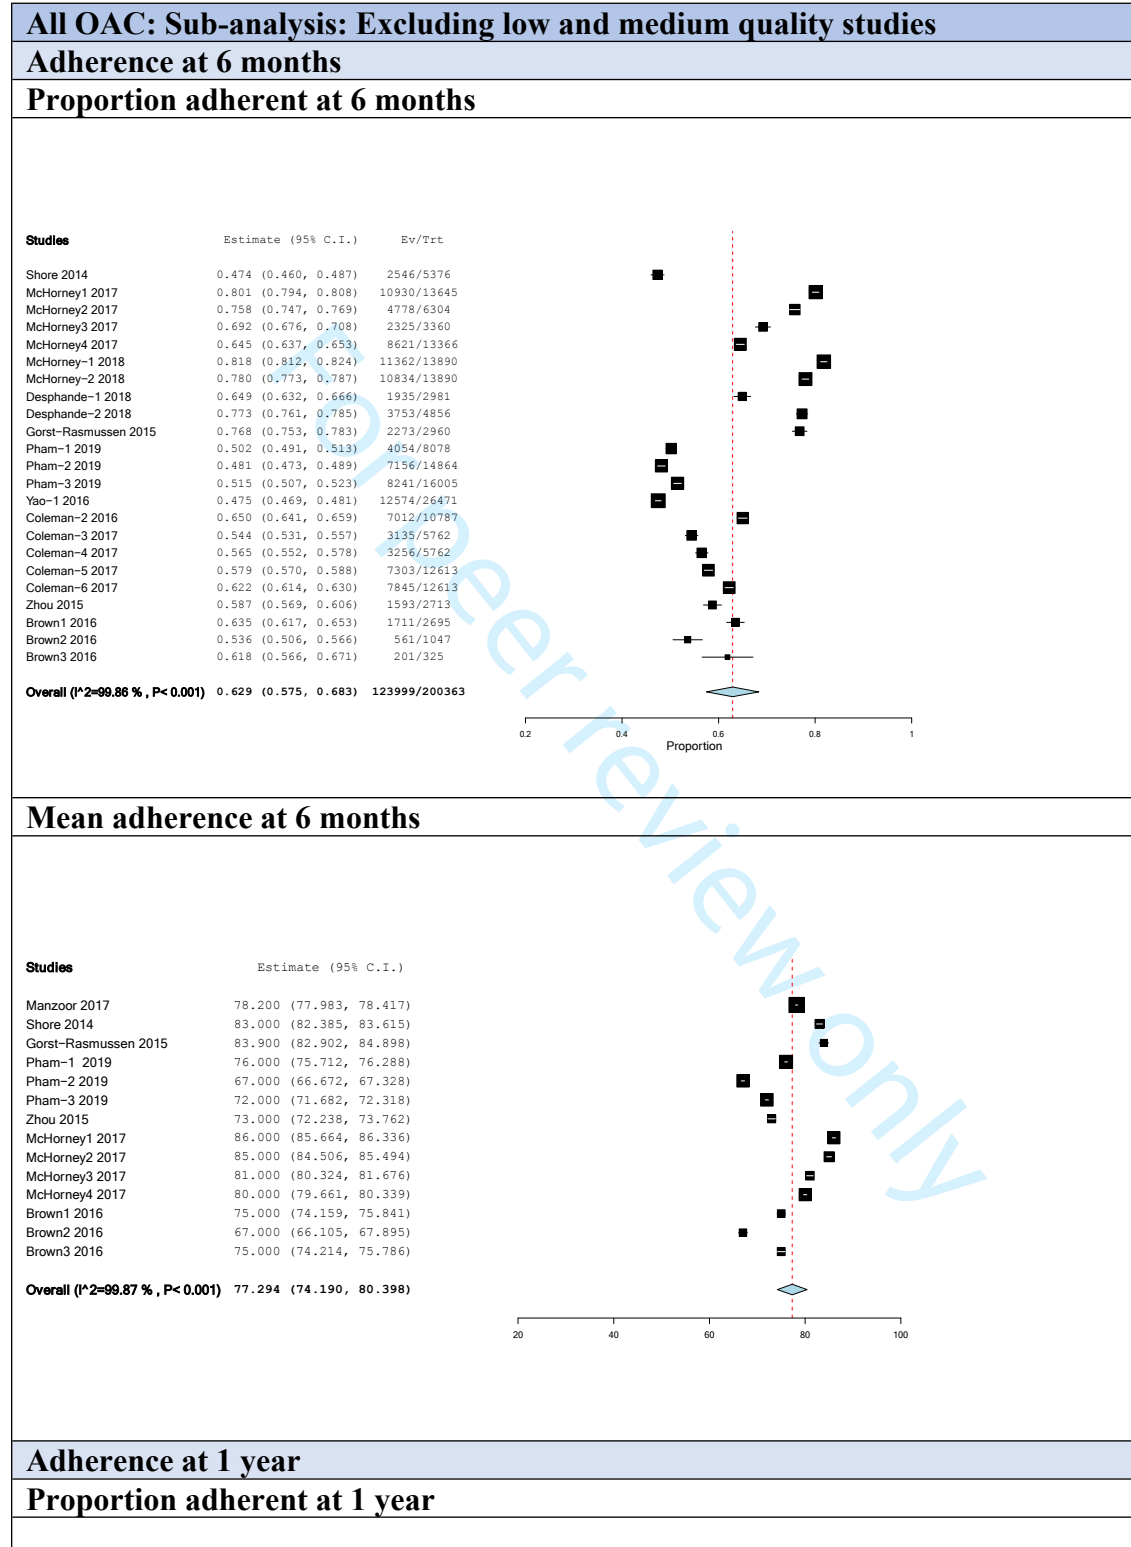 All OAC: Sub-analysis: Excluding low and medium quality studies
Adherence at 6 months
Proportion adherent at 6 months
Studies Estimate (95% C.I.) Ev/Trt
Shore 2014 0.474 (0.460, 0.487) 2546/5376
McHorney1 2017 0.801 (0.794, 0.808) 10930/13645
McHorney2 2017 0.758 (0.747, 0.769) 4778/6304
McHorney3 2017 0.692 (0.676, 0.708) 2325/3360
McHorney4 2017 0.645 (0.637, 0.653) 8621/13366
McHorney−1 2018 0.818 (0.812, 0.824) 11362/13890
McHorney−2 2018 0.780 (0.773, 0.787) 10834/13890
Desphande−1 2018 0.649 (0.632, 0.666) 1935/2981
Desphande−2 2018 0.773 (0.761, 0.785) 3753/4856
Gorst−Rasmussen 2015 0.768 (0.753, 0.783) 2273/2960
Pham−1 2019 0.502 (0.491, 0.513) 4054/8078
Pham−2 2019 0.481 (0.473, 0.489) 7156/14864
Pham−3 2019 0.515 (0.507, 0.523) 8241/16005
Yao−1 2016 0.475 (0.469, 0.481) 12574/26471
Coleman−2 2016 0.650 (0.641, 0.659) 7012/10787
Coleman−3 2017 0.544 (0.531, 0.557) 3135/5762
Coleman−4 2017 0.565 (0.552, 0.578) 3256/5762
Coleman−5 2017 0.579 (0.570, 0.588) 7303/12613
Coleman−6 2017 0.622 (0.614, 0.630) 7845/12613
Zhou 2015 0.587 (0.569, 0.606) 1593/2713
Brown1 2016 0.635 (0.617, 0.653) 1711/2695
Brown2 2016 0.536 (0.506, 0.566) 561/1047
Brown3 2016 0.618 (0.566, 0.671) 201/325
Overall (I^2=99.86 % , P< 0.001) 0.629 (0.575, 0.683) 123999/200363
0.2 0.4 0.6 0.8 1
Proportion
Mean adherence at 6 months
Studies Estimate (95% C.I.)
Manzoor 2017 78.200 (77.983, 78.417)
Shore 2014 83.000 (82.385, 83.615)
Gorst−Rasmussen 2015 83.900 (82.902, 84.898)
Pham−1 2019 76.000 (75.712, 76.288)
Pham−2 2019 67.000 (66.672, 67.328)
Pham−3 2019 72.000 (71.682, 72.318)
Zhou 2015 73.000 (72.238, 73.762)
McHorney1 2017 86.000 (85.664, 86.336)
McHorney2 2017 85.000 (84.506, 85.494)
McHorney3 2017 81.000 (80.324, 81.676)
McHorney4 2017 80.000 (79.661, 80.339)
Brown1 2016 75.000 (74.159, 75.841)
Brown2 2016 67.000 (66.105, 67.895)
Brown3 2016 75.000 (74.214, 75.786)
Overall (I^2=99.87 % , P< 0.001) 77.294 (74.190, 80.398)
20 40 60 80 100
Adherence at 1 year
Proportion adherent at 1 year
For peer review only